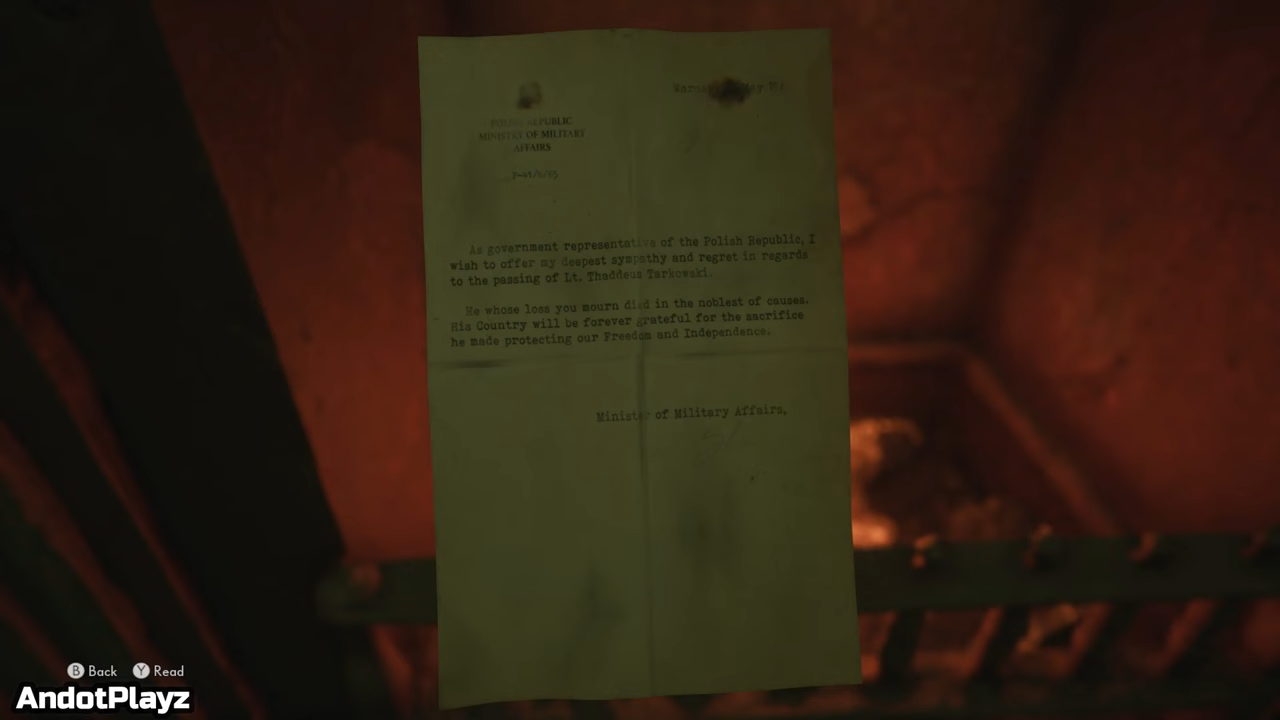 May
POLISH REPUBLIC
MINISTRY OF MILITARY
AFFAIRS
As government representative of the Polish Republic, I
wish to offer my deepest sympathy and regret in regards
to the passing of Lt. Thaddeus Tarkowski.
He whose loss you mourn died in the noblest of causes.
His Country will be forever grateful for the sacrifice
he made protecting our Freedom and Independence.
Minister of Military Affairs,
B Back Y Read
AndotPlayz